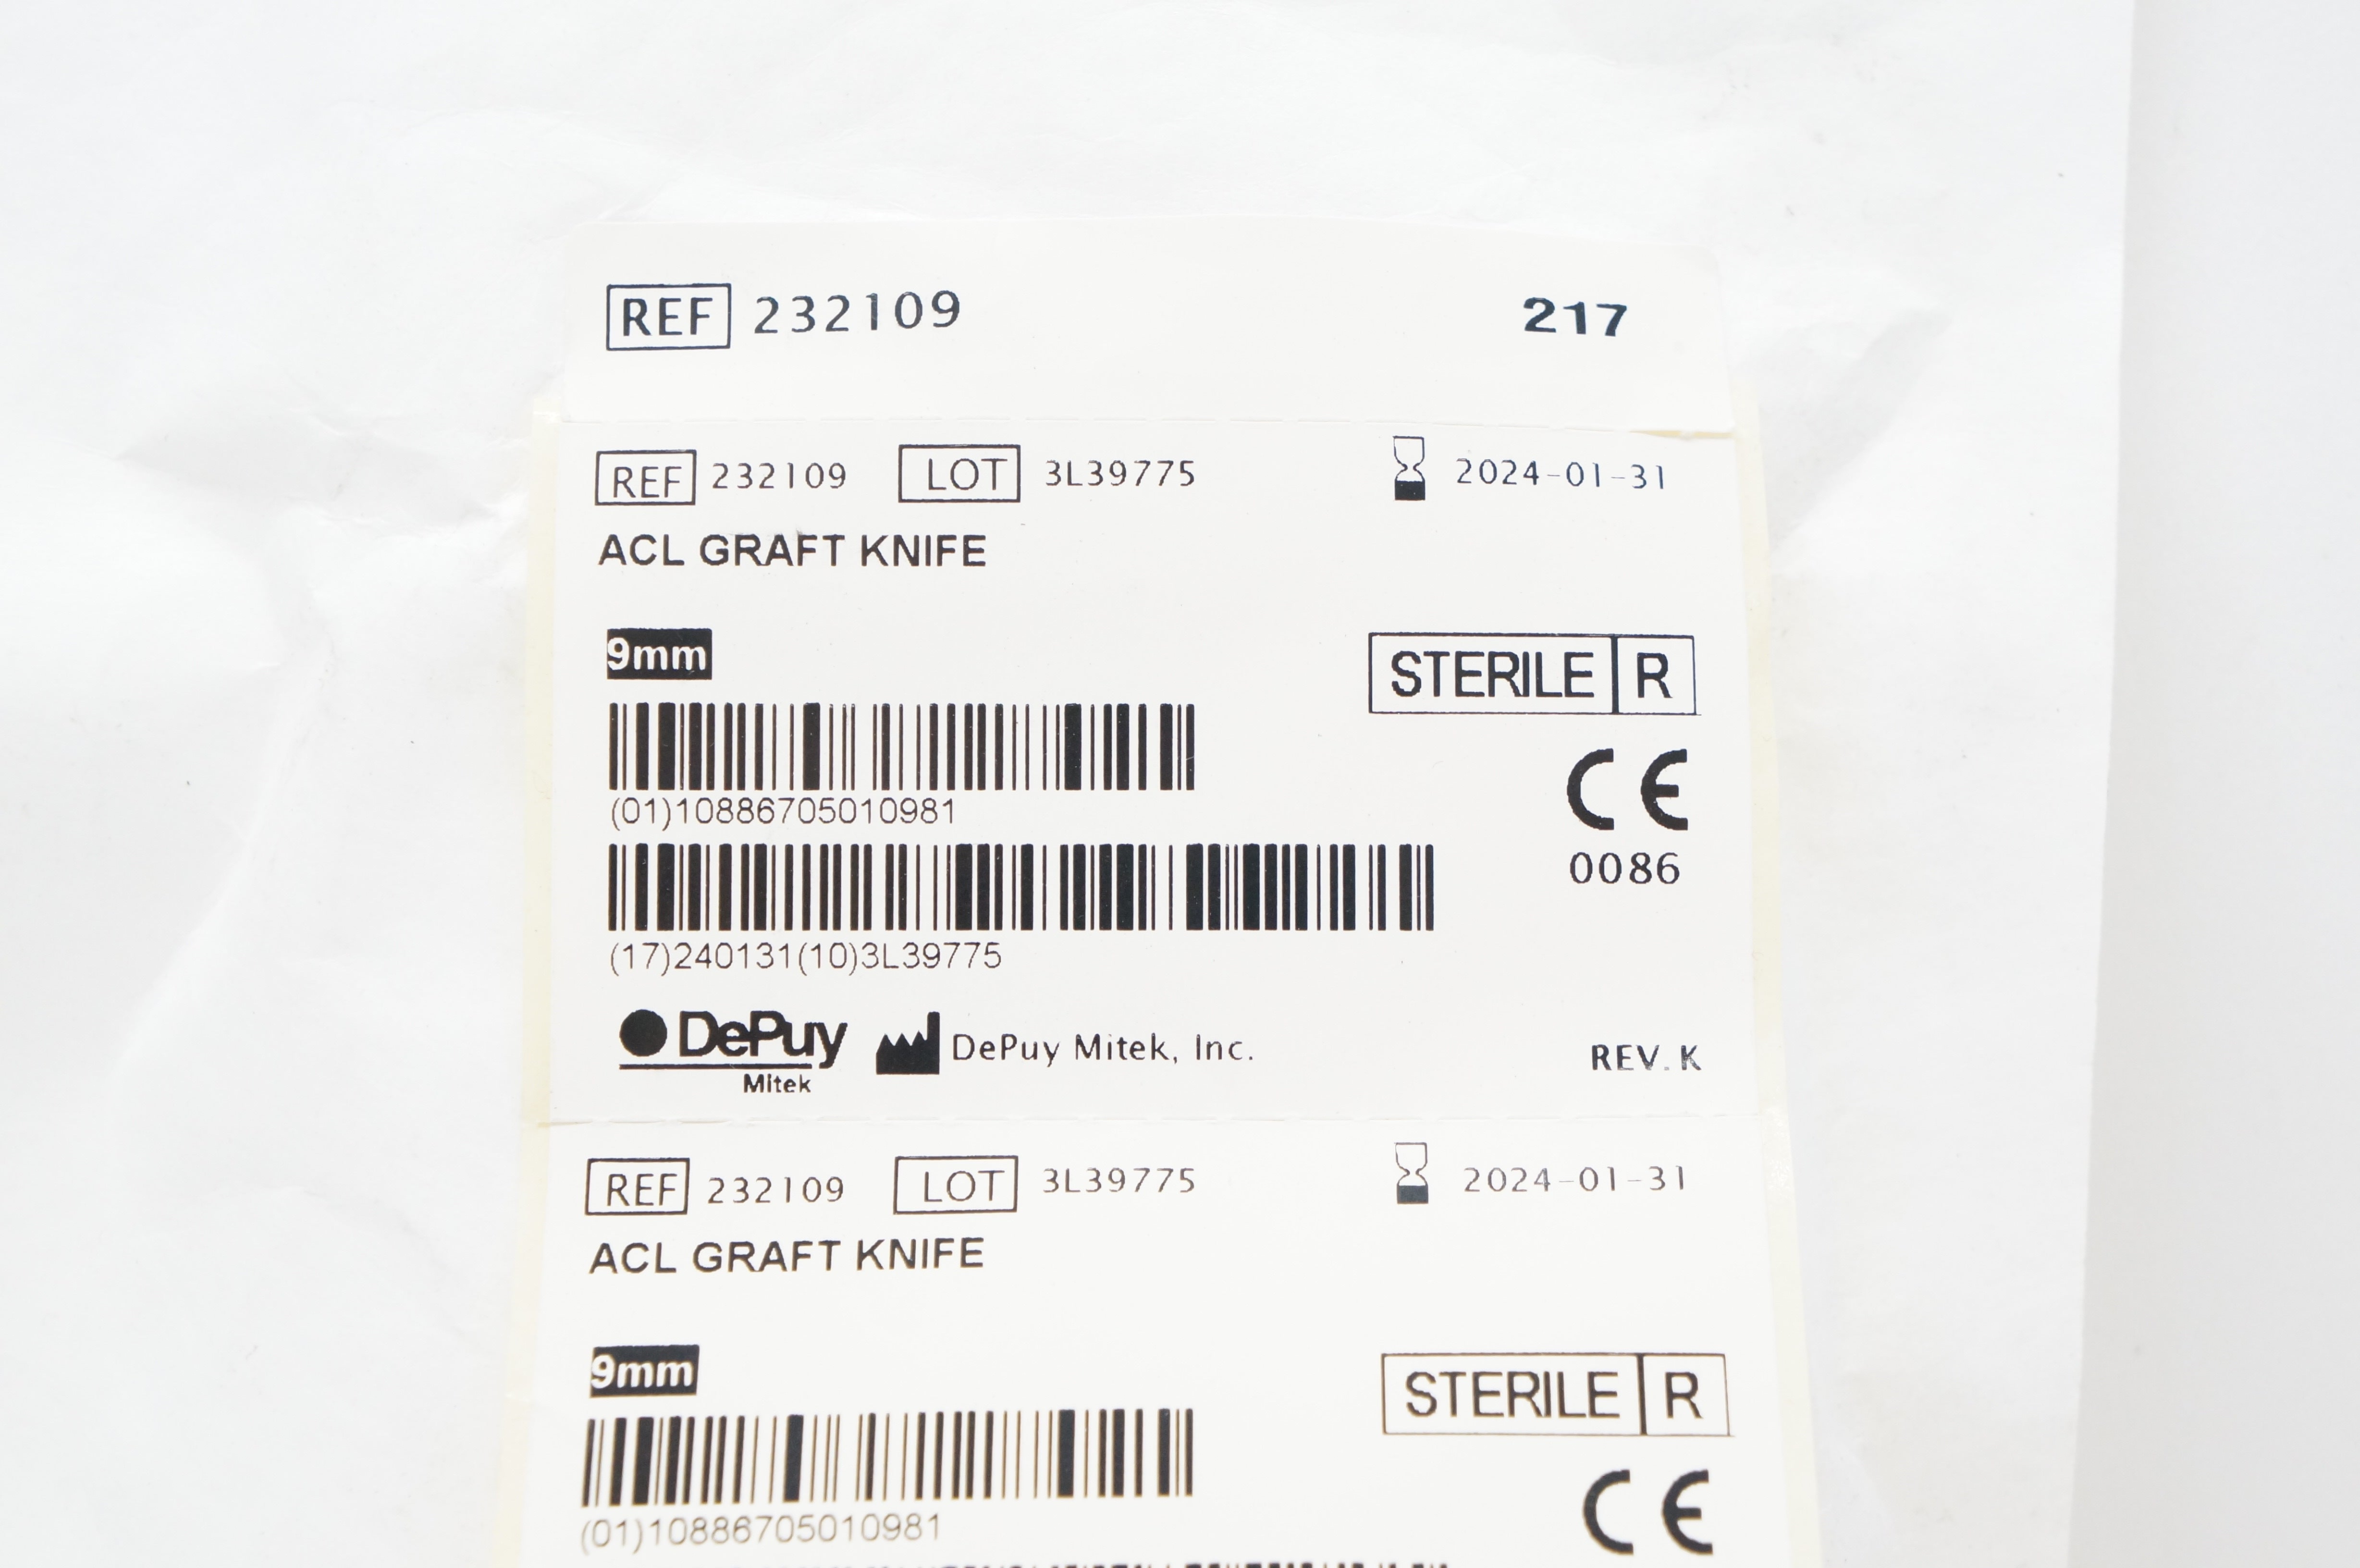 REF 232109 217
REF 232109 LOT 3L39775 2024-01-31
ACL GRAFT KNIFE
9mm
STERILE R
(01)10886705010981
CE
0086
(17)240131(10)3L39775
DePuy
Mitek
DePuy Mitek, Inc.
REV. K
REF 232109 LOT 3L39775 2024-01-31
ACL GRAFT KNIFE
9mm
STERILE R
(01)10886705010981
CE